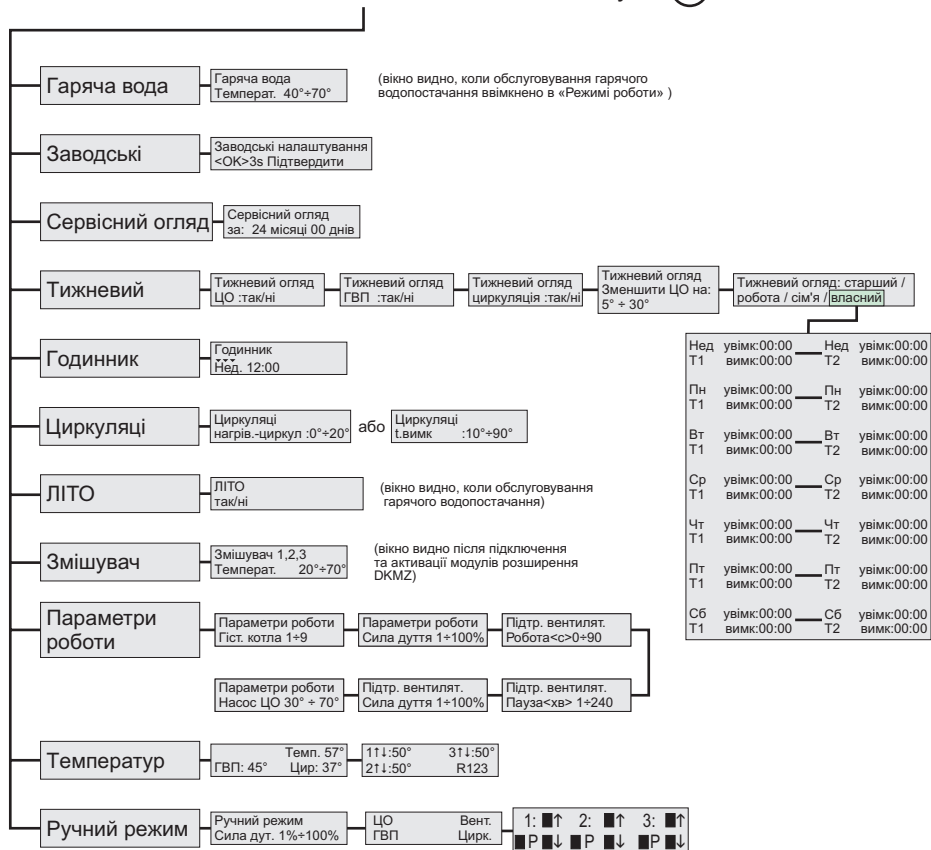 Гаряча вода
Гаряча вода
Температ. 40°÷70°
(вікно видно, коли обслуговування гарячого
водопостачання ввімкнено в «Режимі роботи» )
Заводські
Заводські налаштування
<OK>3s Підтвердити
Сервісний огляд
Сервісний огляд
за: 24 місяці 00 днів
Тижневий
Тижневий огляд
ЦО :так/ні
Тижневий огляд
ГВП :так/ні
Тижневий огляд
циркуляція :так/ні
Тижневий огляд
Зменшити ЦО на:
5° ÷ 30°
Тижневий огляд: старший /
робота / сім'я / власний
Нед увімк:00:00 Нед увімк:00:00
Т1 вимк:00:00 Т2 вимк:00:00
Пн увімк:00:00 Пн увімк:00:00
Т1 вимк:00:00 Т2 вимк:00:00
Вт увімк:00:00 Вт увімк:00:00
Т1 вимк:00:00 Т2 вимк:00:00
Ср увімк:00:00 Ср увімк:00:00
Т1 вимк:00:00 Т2 вимк:00:00
Чт увімк:00:00 Чт увімк:00:00
Т1 вимк:00:00 Т2 вимк:00:00
Пт увімк:00:00 Пт увімк:00:00
Т1 вимк:00:00 Т2 вимк:00:00
Сб увімк:00:00 Сб увімк:00:00
Т1 вимк:00:00 Т2 вимк:00:00
Годинник
Годинник
Нед. 12:00
Циркуляці
Циркуляці
нагрів.-циркул :0°÷20°
або
Циркуляці
t.вимк :10°÷90°
ЛІТО
ЛІТО
так/ні
(вікно видно, коли обслуговування
гарячого водопостачання)
Змішувач
Змішувач 1,2,3
Температ. 20°÷70°
(вікно видно після підключення
та активації модулів розширення
DKMZ)
Параметри
роботи
Параметри роботи
Гіст. котла 1÷9
Параметри роботи
Сила дуття 1÷100%
Підтр. вентилят.
Робота<с>0÷90
Параметри роботи
Насос ЦО 30° ÷ 70°
Підтр. вентилят.
Сила дуття 1÷100%
Підтр. вентилят.
Пауза<хв> 1÷240
Температур
Темп. 57°
ГВП: 45° Цир: 37°
1↑↓:50° 3↑↓:50°
2↑↓:50° R123
Ручний режим
Ручний режим
Сила дут. 1%÷100%
ЦО Вент.
ГВП Цирк.
1: ■↑ 2: ■↑ 3: ■↑
■P ■↓ ■P ■↓ ■P ■↓